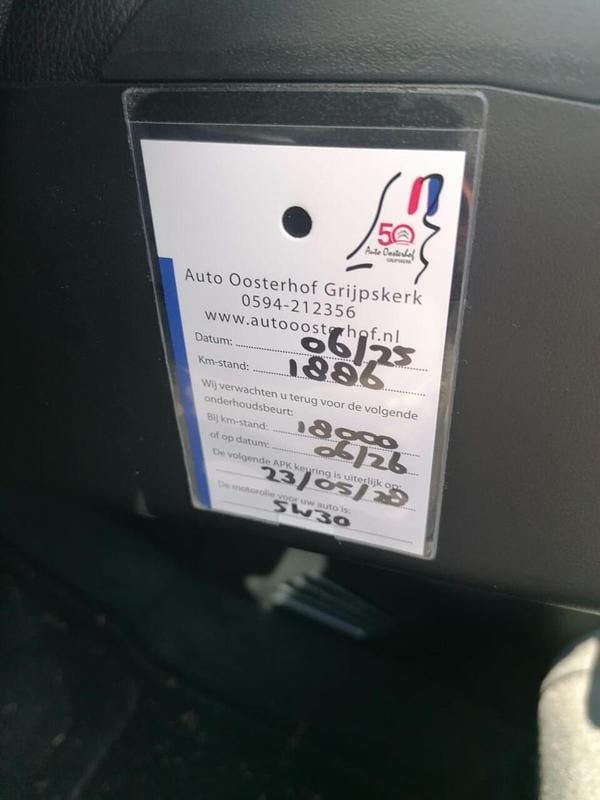 50
Auto Oosterhof
GRIJPSKERK
Auto Oosterhof Grijpskerk
0594-212356
www.autooosterhof.nl
Datum: 06/25
Km-stand: 1886
Wij verwachten u terug voor de volgende
onderhoudsbeurt:
Bij km-stand: 18000
of op datum: 06/26
De volgende APK keuring is uiterlijk op:
23/05/28
De motorolie voor uw auto is:
5W30